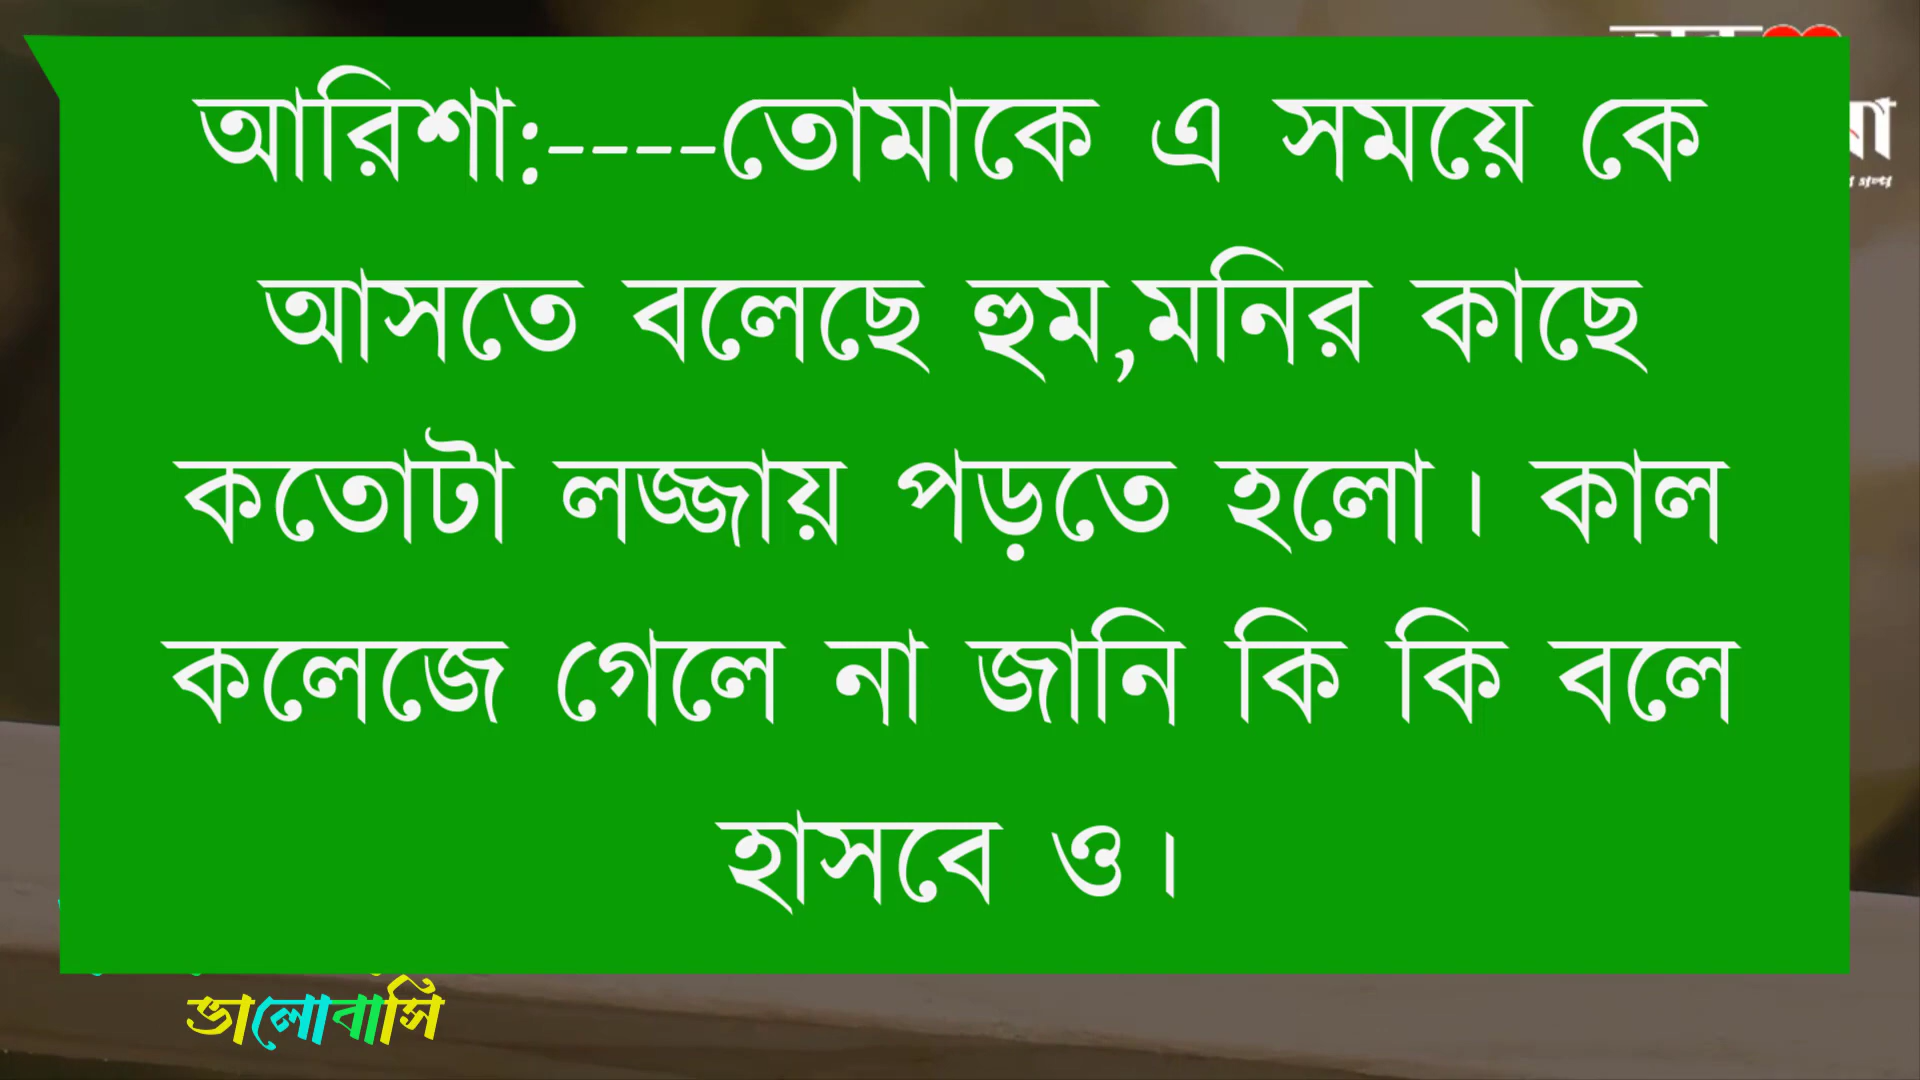 আরিশা:----তোমাকে এ সময়ে কে
আসতে বলেছে হুম,মনির কাছে
কতোটা লজ্জায় পড়তে হলো। কাল
কলেজে গেলে না জানি কি কি বলে
হাসবে ও।
ভালোবাসি